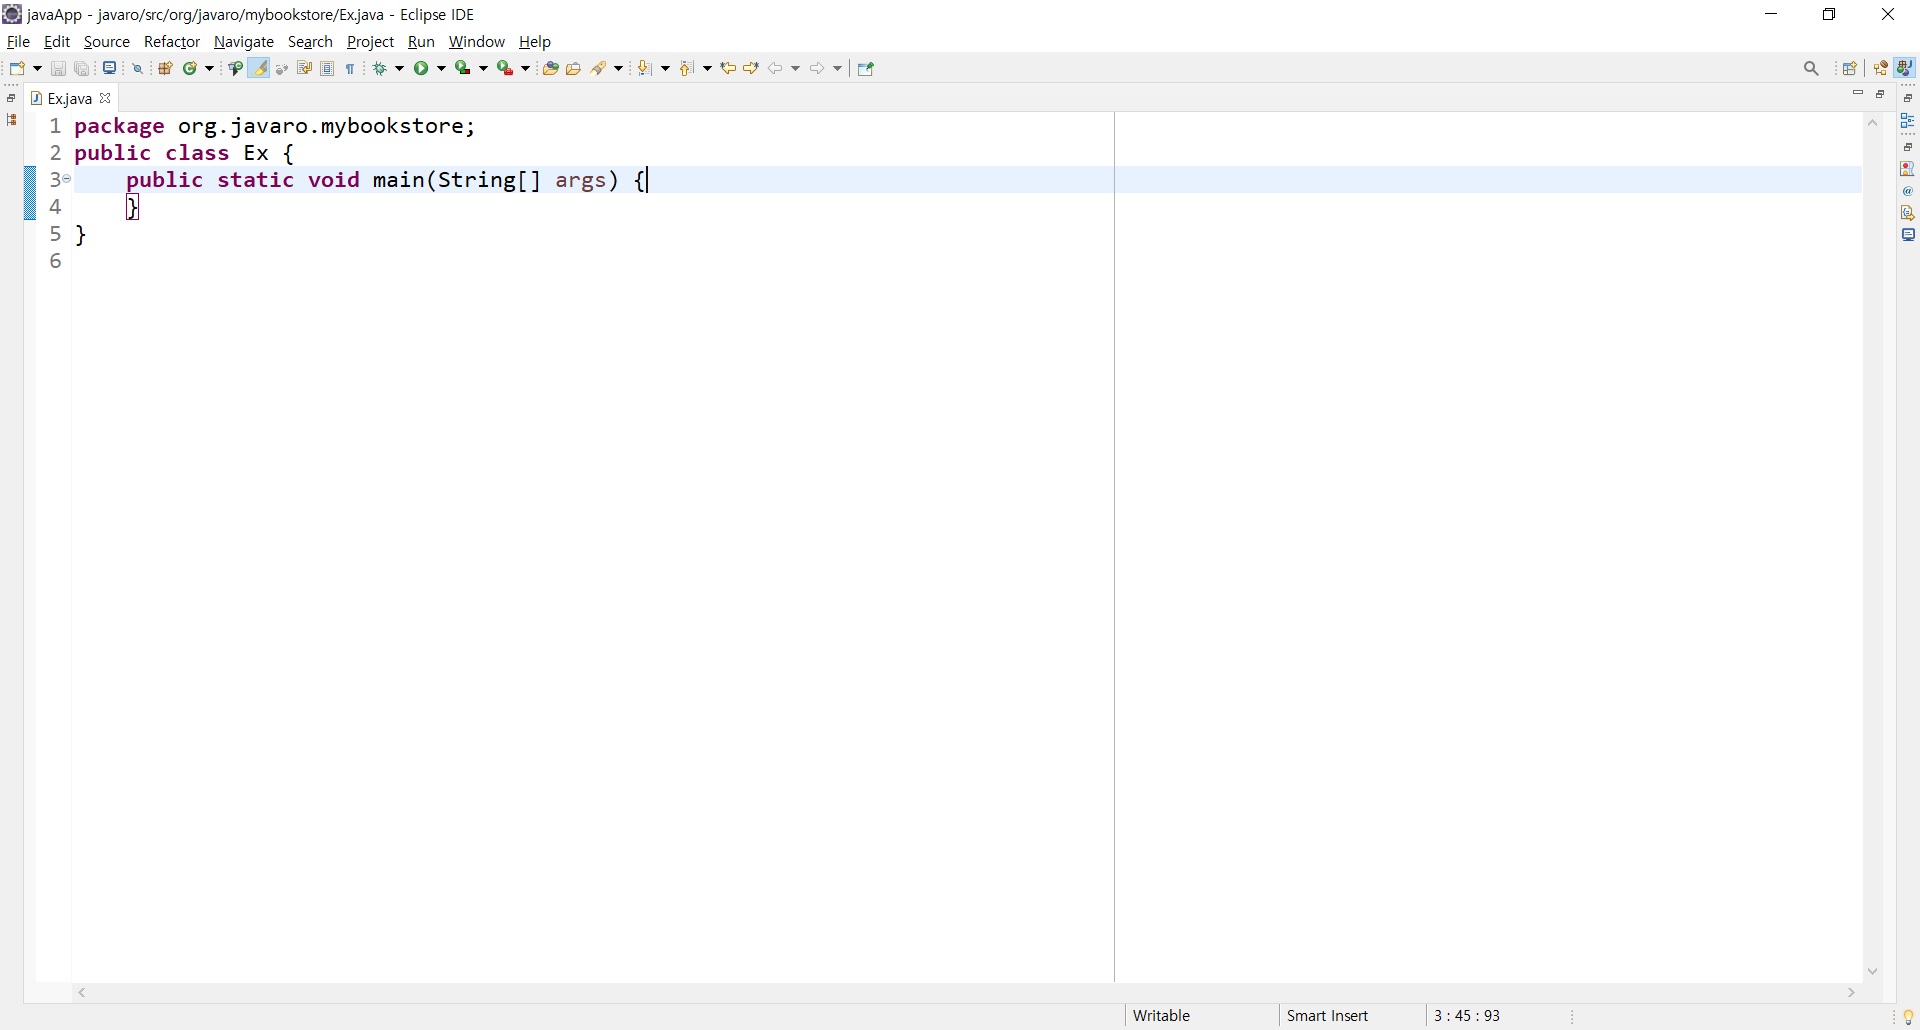 javaApp - javaro/src/org/javaro/mybookstore/Ex.java - Eclipse IDE
File Edit Source Refactor Navigate Search Project Run Window Help
Ex.java
1 package org.javaro.mybookstore;
2 public class Ex {
3 public static void main(String[] args) {
4 }
5 }
6
Writable Smart Insert 3 : 45 : 93